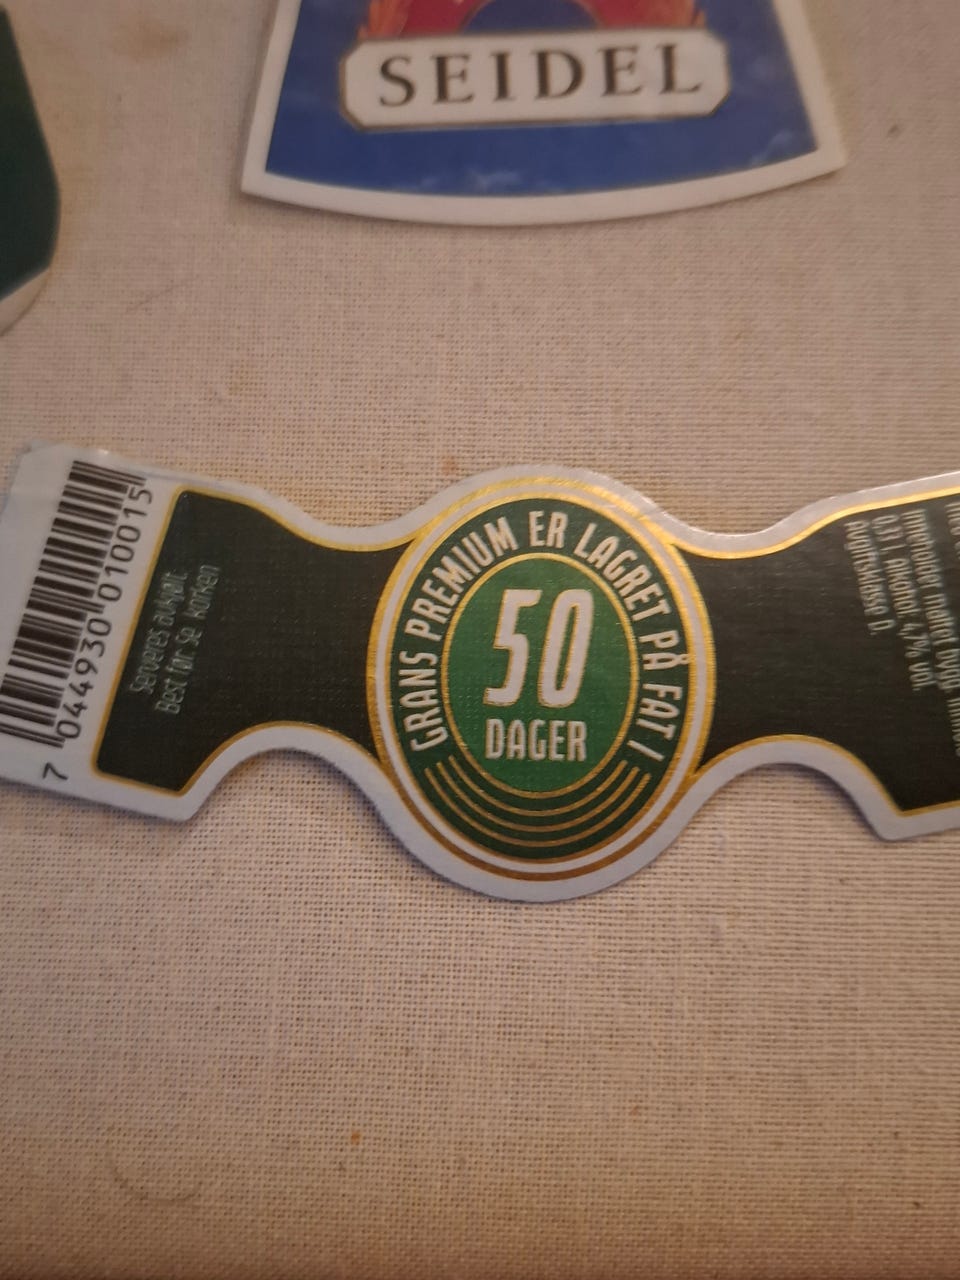 SEIDEL
7 044930 010015
Serveres avkjølt.
Best før: Se korken
GRANS PREMIUM ER LAGRET PÅ FAT I
50
DAGER
0,33 l. alkohol 4,7% vol.
avgiftsklasse D.